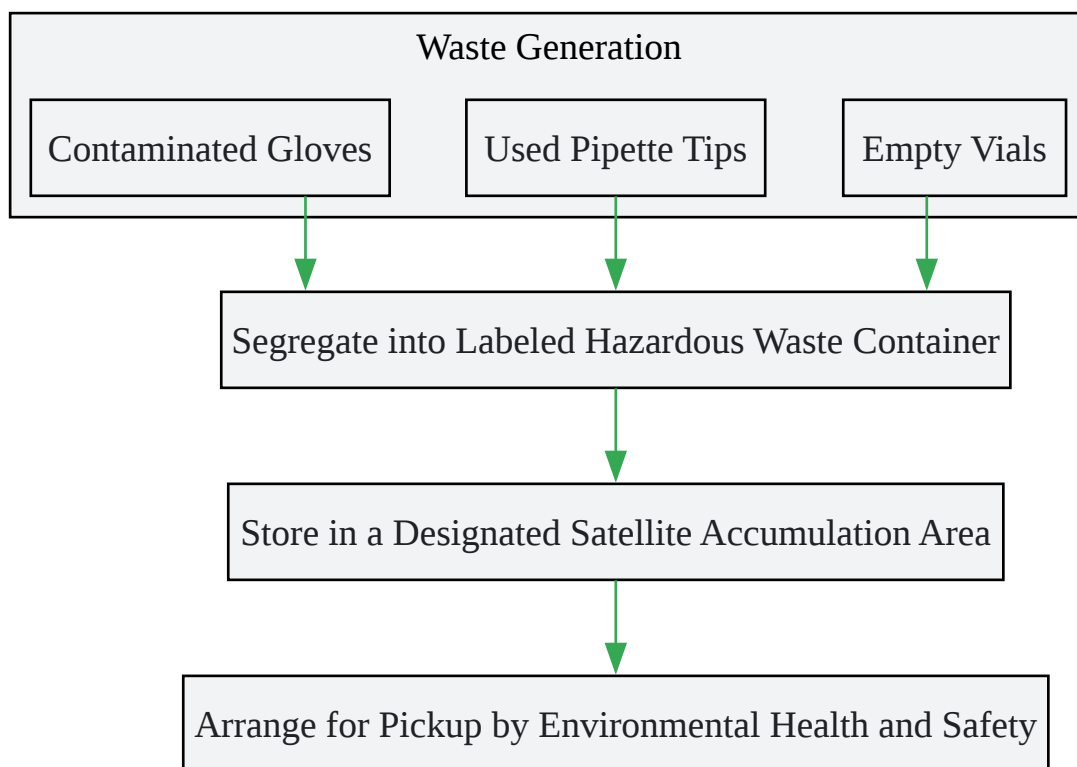 Waste Generation
Contaminated Gloves
Used Pipette Tips
Empty Vials
Segregate into Labeled Hazardous Waste Container
Store in a Designated Satellite Accumulation Area
Arrange for Pickup by Environmental Health and Safety